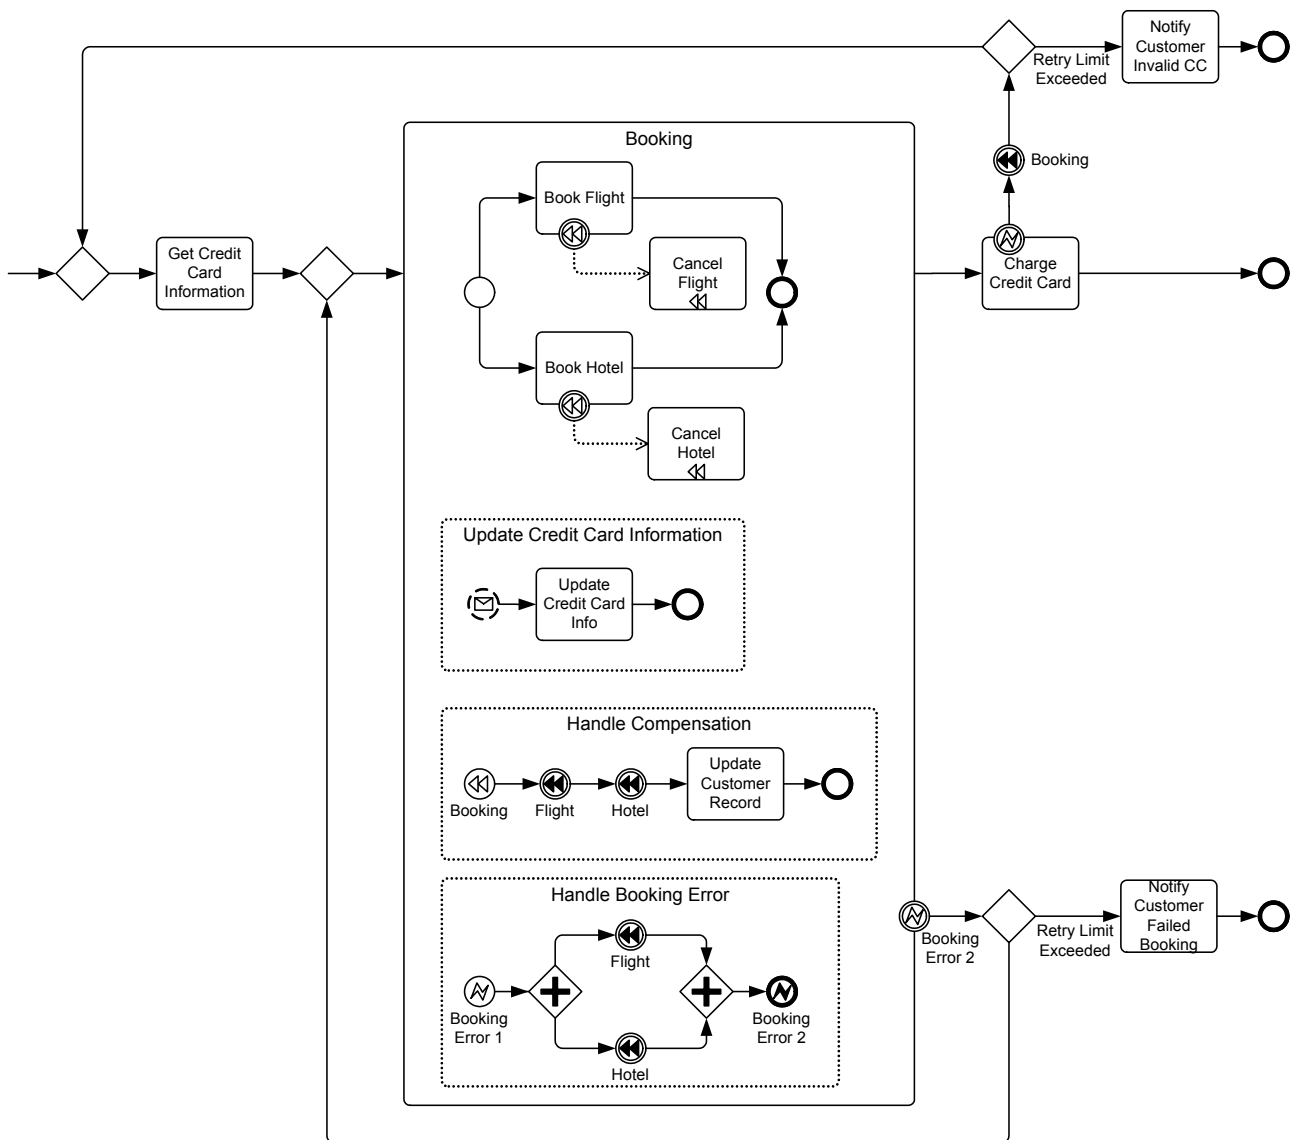 Notify
Customer
Invalid CC
Retry Limit
Exceeded
Booking
Booking
Book Flight
Get Credit
Card
Information
Cancel
Flight
Charge
Credit Card
Book Hotel
Cancel
Hotel
Update Credit Card Information
Update
Credit Card
Info
Handle Compensation
Update
Customer
Record
Booking
Flight
Hotel
Handle Booking Error
Flight
Booking
Error 1
Booking
Error 2
Hotel
Booking
Error 2
Retry Limit
Exceeded
Notify
Customer
Failed
Booking